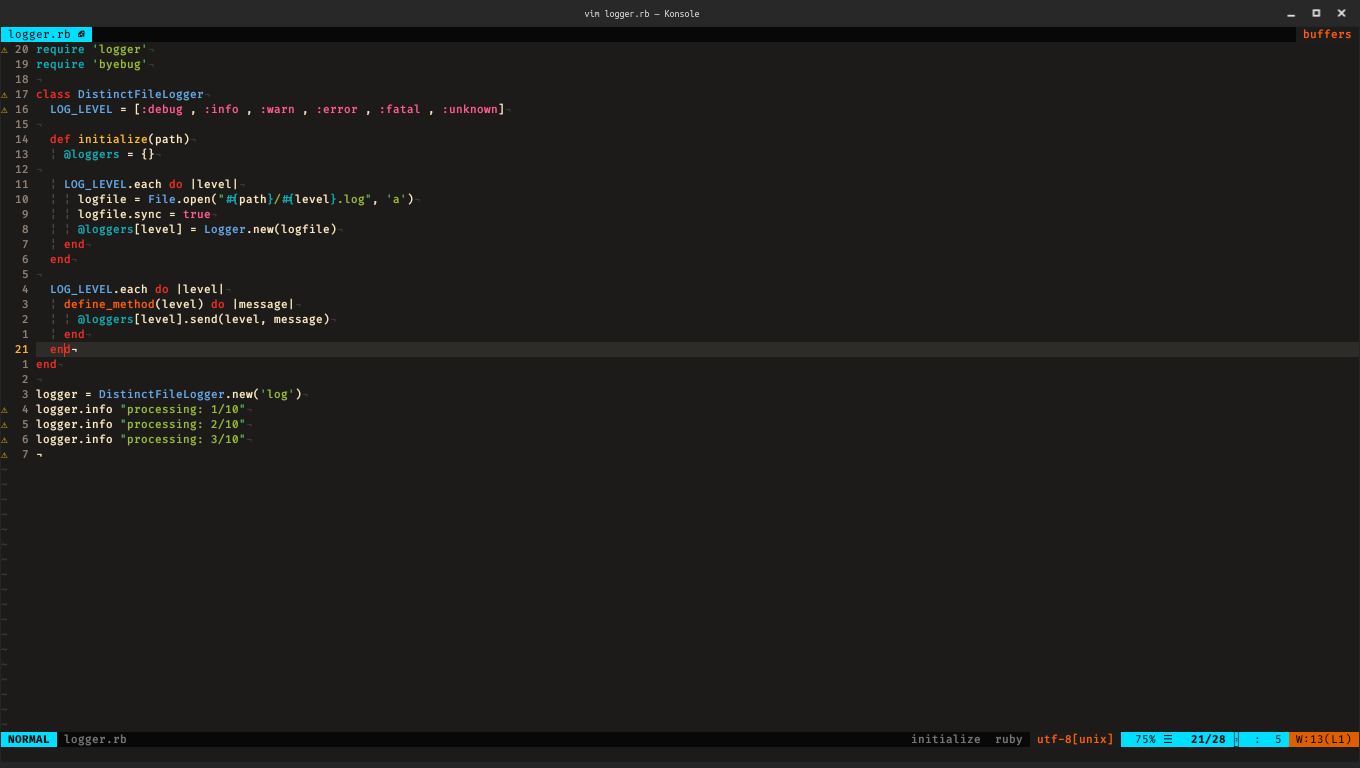 vim logger.rb — Konsole
logger.rb buffers
⚠ 20 require 'logger'¬
19 require 'byebug'¬
18 ¬
⚠ 17 class DistinctFileLogger¬
⚠ 16 LOG_LEVEL = [:debug , :info , :warn , :error , :fatal , :unknown]¬
15 ¬
14 def initialize(path)¬
13 ¦ @loggers = {}¬
12 ¬
11 ¦ LOG_LEVEL.each do |level|¬
10 ¦ ¦ logfile = File.open("#{path}/#{level}.log", 'a')¬
9 ¦ ¦ logfile.sync = true¬
8 ¦ ¦ @loggers[level] = Logger.new(logfile)¬
7 ¦ end¬
6 end¬
5 ¬
4 LOG_LEVEL.each do |level|¬
3 ¦ define_method(level) do |message|¬
2 ¦ ¦ @loggers[level].send(level, message)¬
1 ¦ end¬
21 end¬
1 end¬
2 ¬
3 logger = DistinctFileLogger.new('log')¬
⚠ 4 logger.info "processing: 1/10"¬
⚠ 5 logger.info "processing: 2/10"¬
⚠ 6 logger.info "processing: 3/10"¬
⚠ 7 ¬
NORMAL logger.rb initialize ruby utf-8[unix] 75% ☰ 21/28 : 5 W:13(L1)